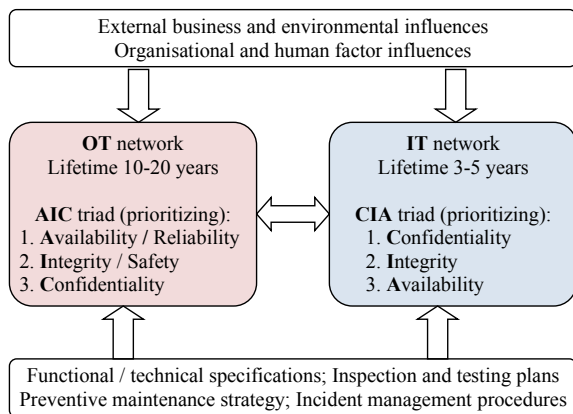 External business and environmental influences
Organisational and human factor influences
OT network
Lifetime 10-20 years
AIC triad (prioritizing):
1. Availability / Reliability
2. Integrity / Safety
3. Confidentiality
IT network
Lifetime 3-5 years
CIA triad (prioritizing):
1. Confidentiality
2. Integrity
3. Availability
Functional / technical specifications; Inspection and testing plans
Preventive maintenance strategy; Incident management procedures